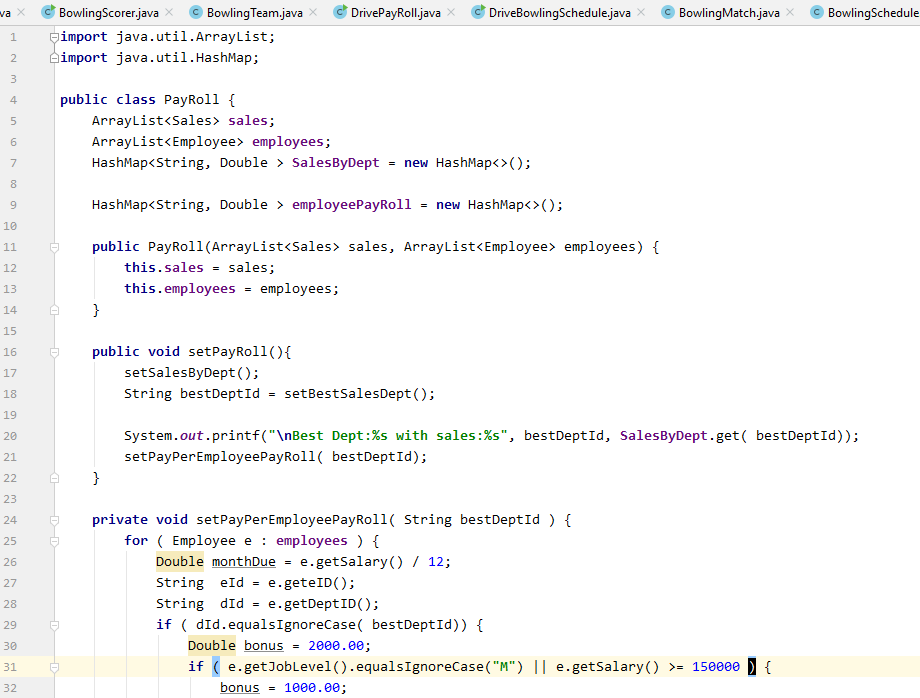 va BowlingScorer.java BowlingTeam.java DrivePayRoll.java DriveBowlingSchedule.java BowlingMatch.java BowlingSchedule
1 import java.util.ArrayList;
2 import java.util.HashMap;
3
4 public class PayRoll {
5 ArrayList<Sales> sales;
6 ArrayList<Employee> employees;
7 HashMap<String, Double > SalesByDept = new HashMap<>();
8
9 HashMap<String, Double > employeePayRoll = new HashMap<>();
10
11 public PayRoll(ArrayList<Sales> sales, ArrayList<Employee> employees) {
12 this.sales = sales;
13 this.employees = employees;
14 }
15
16 public void setPayRoll(){
17 setSalesByDept();
18 String bestDeptId = setBestSalesDept();
19
20 System.out.printf("\nBest Dept:%s with sales:%s", bestDeptId, SalesByDept.get( bestDeptId));
21 setPayPerEmployeePayRoll( bestDeptId);
22 }
23
24 private void setPayPerEmployeePayRoll( String bestDeptId ) {
25 for ( Employee e : employees ) {
26 Double monthDue = e.getSalary() / 12;
27 String eId = e.geteID();
28 String dId = e.getDeptID();
29 if ( dId.equalsIgnoreCase( bestDeptId)) {
30 Double bonus = 2000.00;
31 if ( e.getJobLevel().equalsIgnoreCase("M") || e.getSalary() >= 150000 ) {
32 bonus = 1000.00;